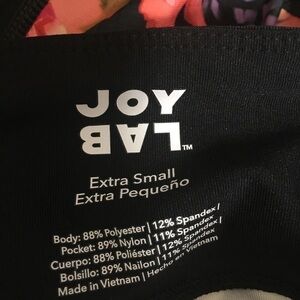 JOY
LAB™
Extra Small
Extra Pequeño
Body: 88% Polyester | 12% Spandex |
Pocket: 89% Nylon | 11% Spandex |
Cuerpo: 88% Poliéster | 12% Spandex |
Bolsillo: 89% Nailon | 11% Spandex |
Made in Vietnam | Hecho en Vietnam